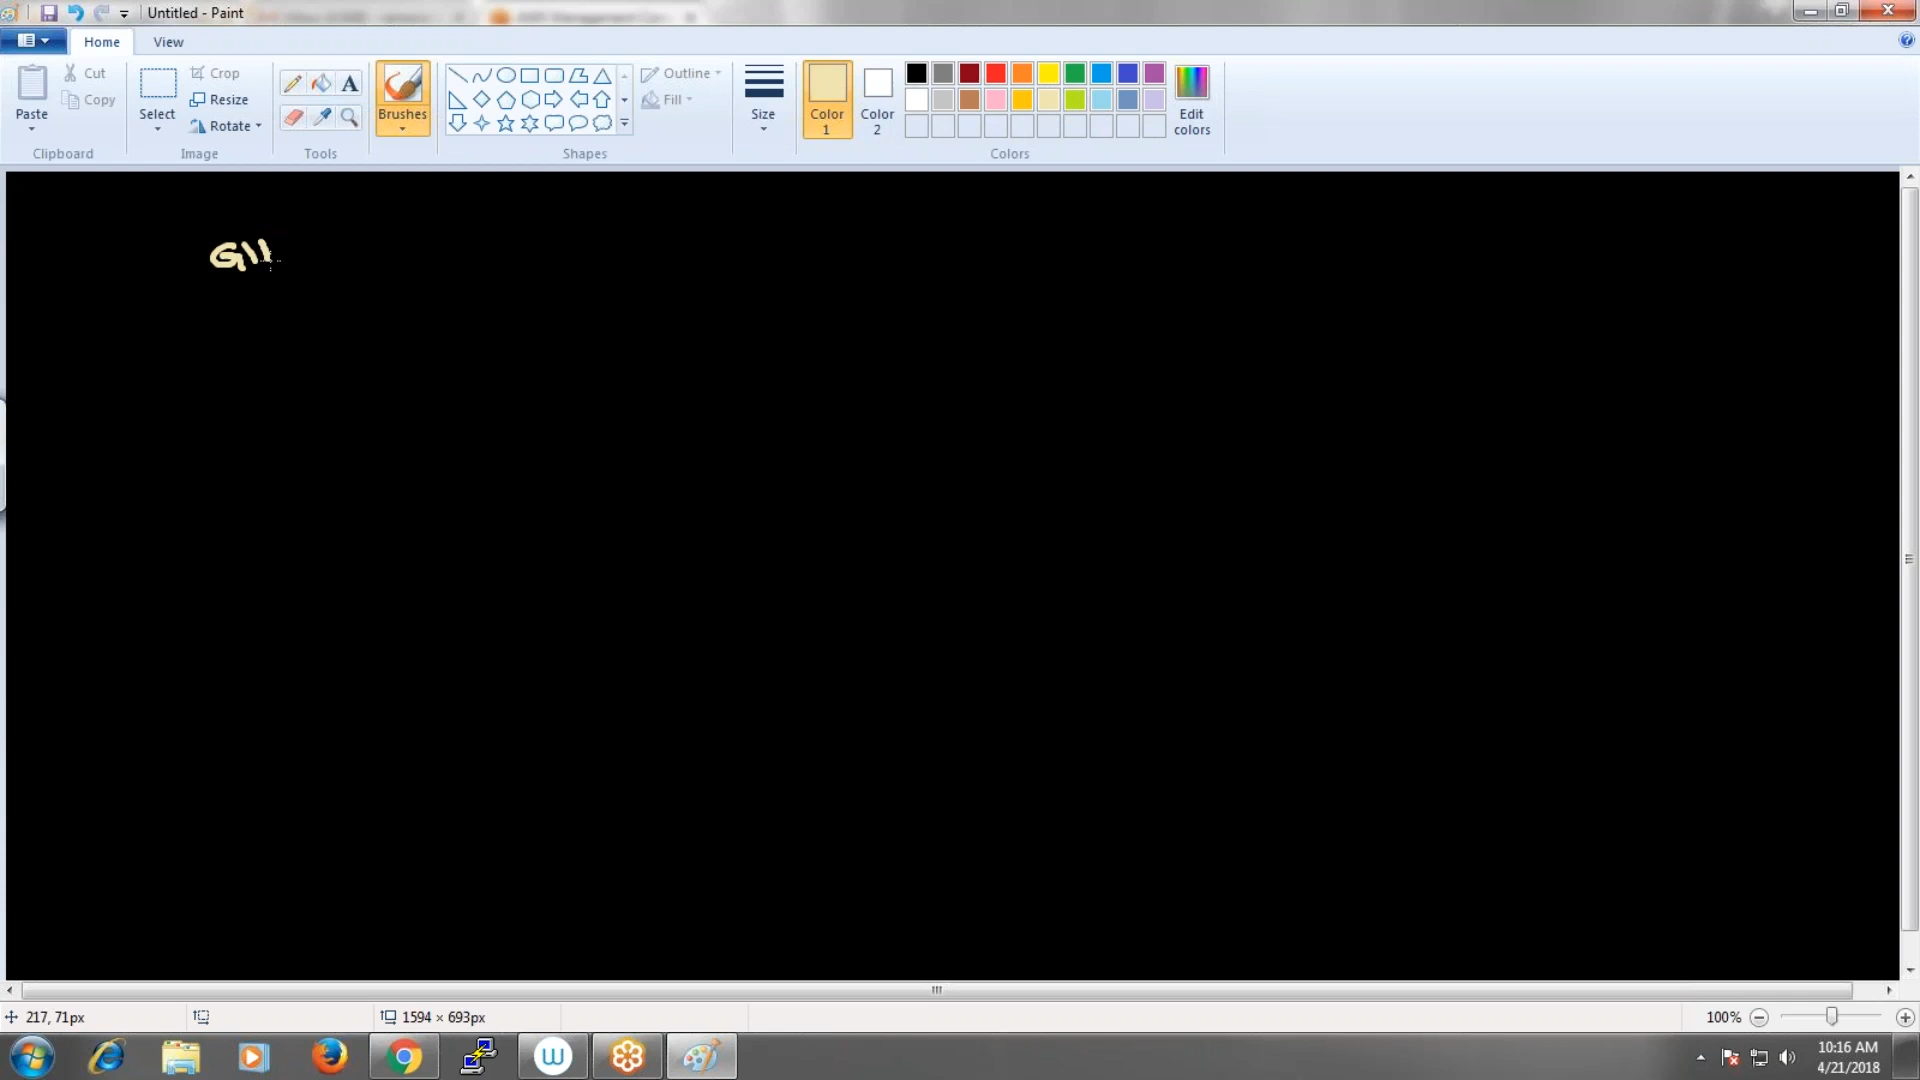 Untitled - Paint
Home
View
Paste
Cut
Copy
Clipboard
Select
Crop
Resize
Rotate
Image
A
Tools
Brushes
Shapes
Outline
Fill
Size
Color 1
Color 2
Edit colors
Colors
217, 71px
1594 × 693px
100%
10:16 AM
4/21/2018